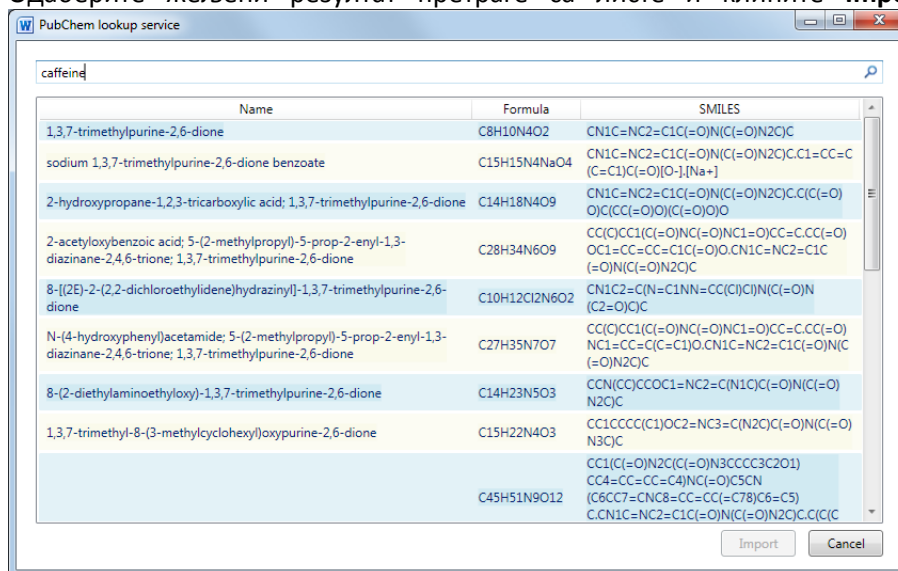 Одаберите жељени резултат претраге са листе и кликните
PubChem lookup service
caffeine
Name Formula SMILES
1,3,7-trimethylpurine-2,6-dione C8H10N4O2 CN1C=NC2=C1C(=O)N(C(=O)N2C)C
sodium 1,3,7-trimethylpurine-2,6-dione benzoate C15H15N4NaO4 CN1C=NC2=C1C(=O)N(C(=O)N2C)C.C1=CC=C
(C=C1)C(=O)[O-].[Na+]
2-hydroxypropane-1,2,3-tricarboxylic acid; 1,3,7-trimethylpurine-2,6-dione C14H18N4O9 CN1C=NC2=C1C(=O)N(C(=O)N2C)C.C(C(=O)
O)C(CC(=O)O)(C(=O)O)O
2-acetyloxybenzoic acid; 5-(2-methylpropyl)-5-prop-2-enyl-1,3-
diazinane-2,4,6-trione; 1,3,7-trimethylpurine-2,6-dione C28H34N6O9 CC(C)CC1(C(=O)NC(=O)NC1=O)CC=C.CC(=O)
OC1=CC=CC=C1C(=O)O.CN1C=NC2=C1C
(=O)N(C(=O)N2C)C
8-[(2E)-2-(2,2-dichloroethylidene)hydrazinyl]-1,3,7-trimethylpurine-2,6-
dione C10H12Cl2N6O2 CN1C2=C(N=C1NN=CC(Cl)Cl)N(C(=O)N
(C2=O)C)C
N-(4-hydroxyphenyl)acetamide; 5-(2-methylpropyl)-5-prop-2-enyl-1,3-
diazinane-2,4,6-trione; 1,3,7-trimethylpurine-2,6-dione C27H35N7O7 CC(C)CC1(C(=O)NC(=O)NC1=O)CC=C.CC(=O)
NC1=CC=C(C=C1)O.CN1C=NC2=C1C(=O)N(C
(=O)N2C)C
8-(2-diethylaminoethyloxy)-1,3,7-trimethylpurine-2,6-dione C14H23N5O3 CCN(CC)CCOC1=NC2=C(N1C)C(=O)N(C(=O)
N2C)C
1,3,7-trimethyl-8-(3-methylcyclohexyl)oxypurine-2,6-dione C15H22N4O3 CC1CCCC(C1)OC2=NC3=C(N2C)C(=O)N(C(=O)
N3C)C
C45H51N9O12 CC1(C(=O)N2C(C(=O)N3CCCC3C2O1)
CC4=CC=CC=C4)NC(=O)C5CN
(C6CC7=CNC8=CC=CC(=C78)C6=C5)
C.CN1C=NC2=C1C(=O)N(C(=O)N2C)C.C(C(C
Import Cancel